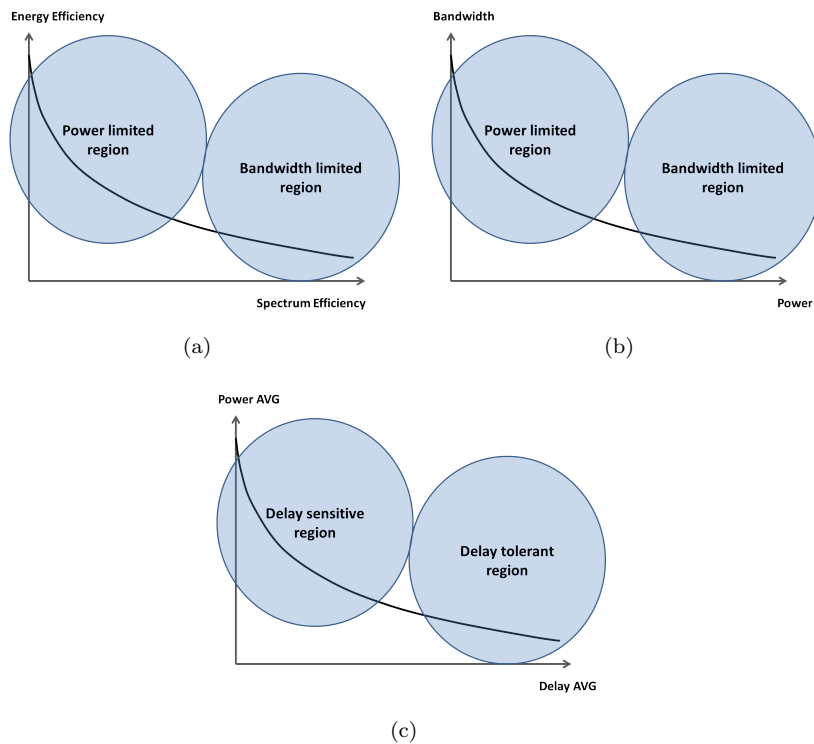 Energy Efficiency
Power limited
region
Bandwidth limited
region
Spectrum Efficiency
(a)
Bandwidth
Power limited
region
Bandwidth limited
region
Power
(b)
Power AVG
Delay sensitive
region
Delay tolerant
region
Delay AVG
(c)